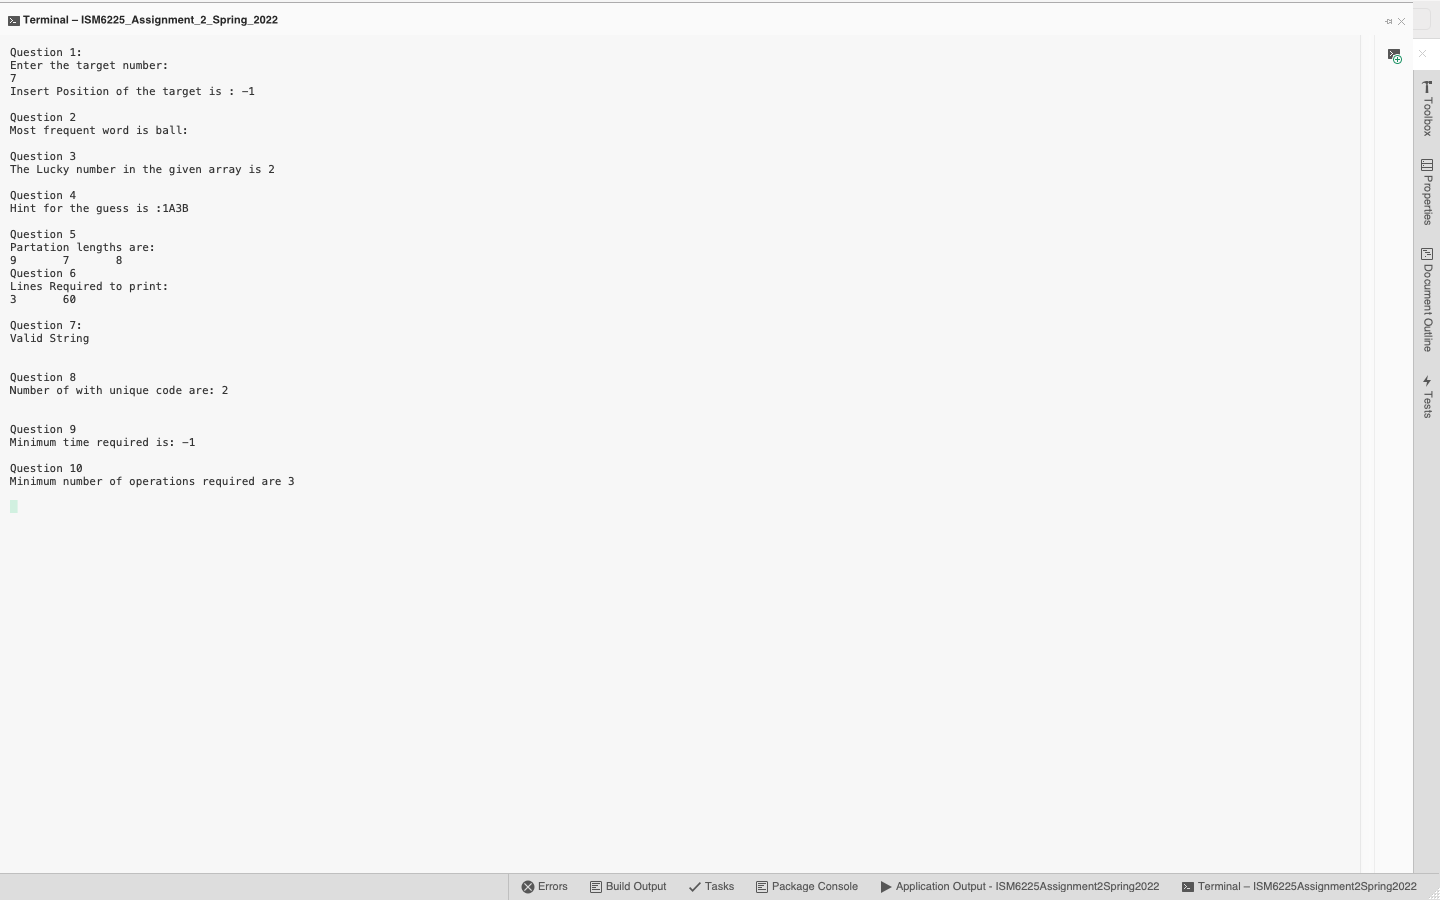 Terminal – ISM6225_Assignment_2_Spring_2022
Question 1:
Enter the target number:
7
Insert Position of the target is : -1
Question 2
Most frequent word is ball:
Question 3
The Lucky number in the given array is 2
Question 4
Hint for the guess is :1A3B
Question 5
Partation lengths are:
9 7 8
Question 6
Lines Required to print:
3 60
Question 7:
Valid String
Question 8
Number of with unique code are: 2
Question 9
Minimum time required is: -1
Question 10
Minimum number of operations required are 3
Toolbox
Properties
Document Outline
Tests
Errors Build Output Tasks Package Console Application Output - ISM6225Assignment2Spring2022 Terminal – ISM6225Assignment2Spring2022